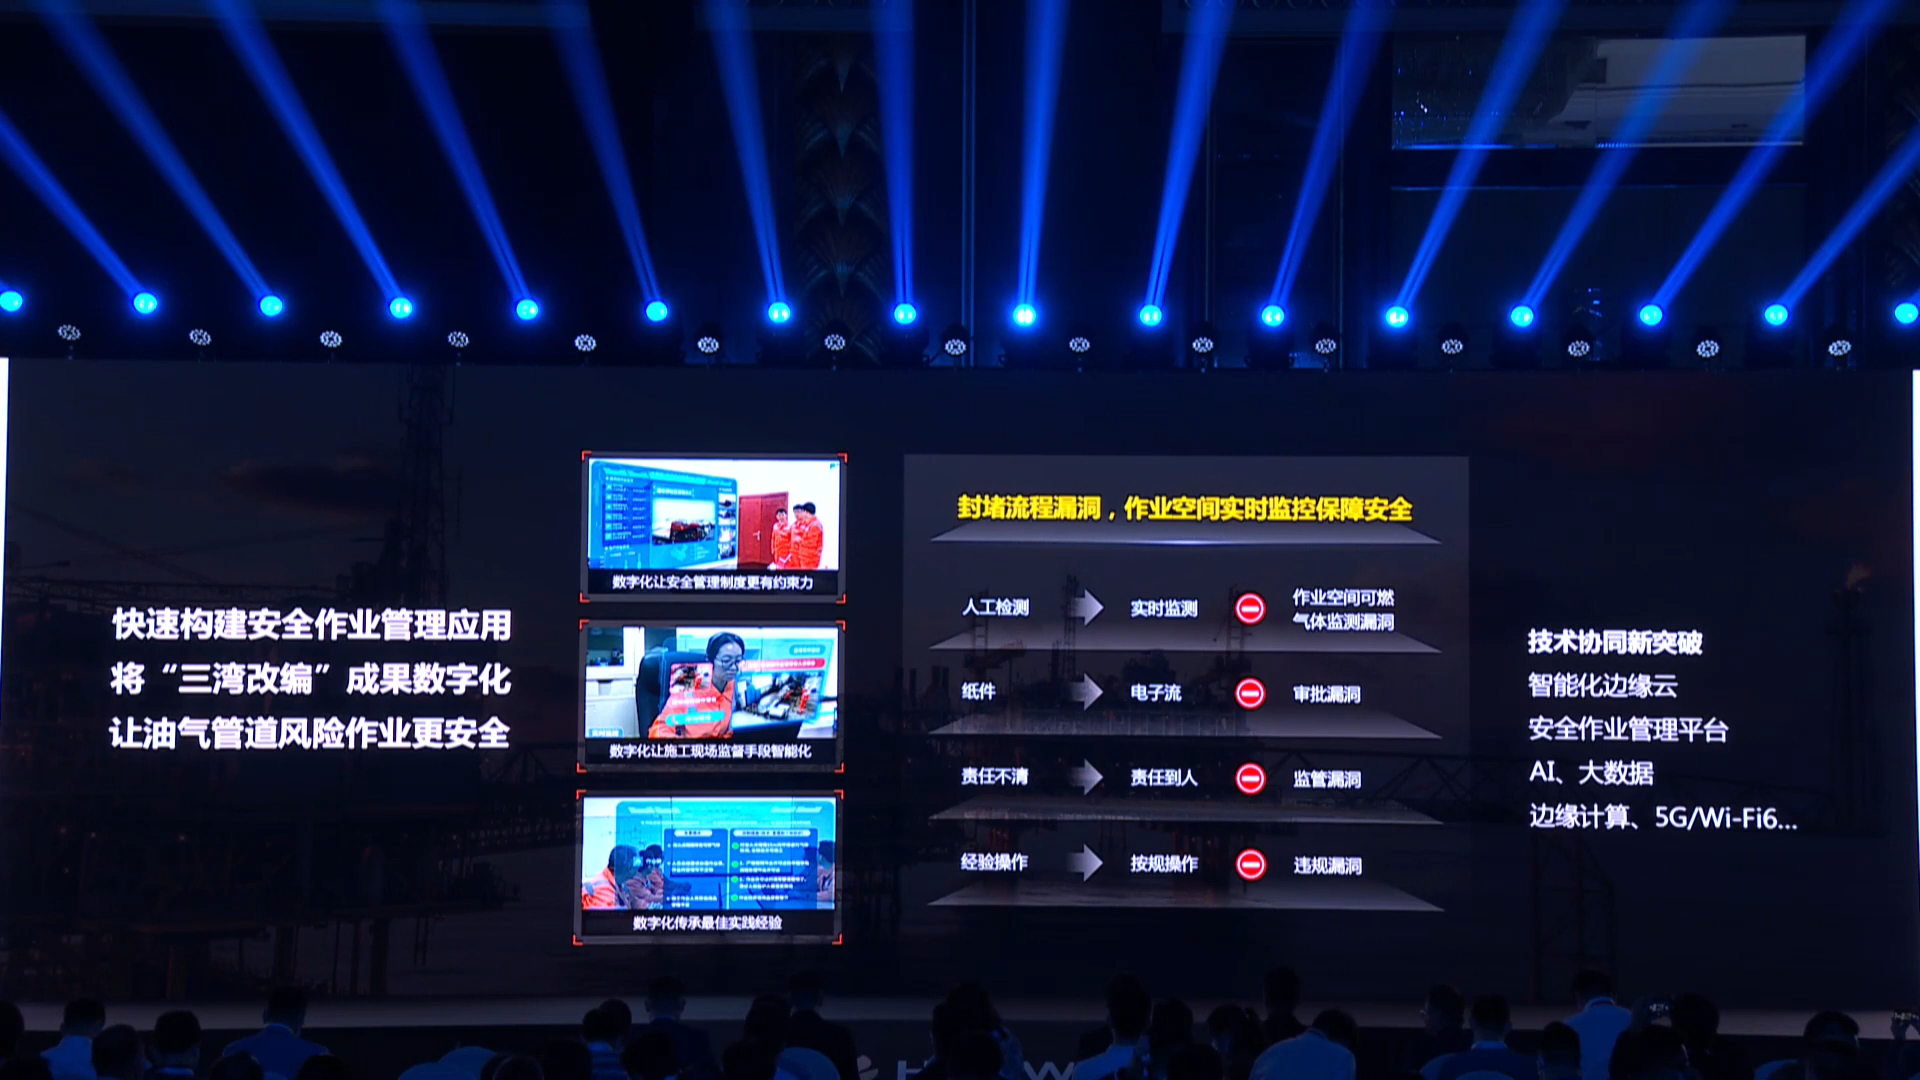 快速构建安全作业管理应用
将“三湾改编”成果数字化
让油气管道风险作业更安全
数字化让安全管理制度更有约束力
数字化让施工现场监督手段智能化
数字化传承最佳实践经验
封堵流程漏洞，作业空间实时监控保障安全
人工检测 实时监测 作业空间可燃
气体监测漏洞
纸件 电子流 审批漏洞
责任不清 责任到人 监管漏洞
经验操作 按规操作 违规漏洞
技术协同新突破
智能化边缘云
安全作业管理平台
AI、大数据
边缘计算、5G/Wi-Fi6...